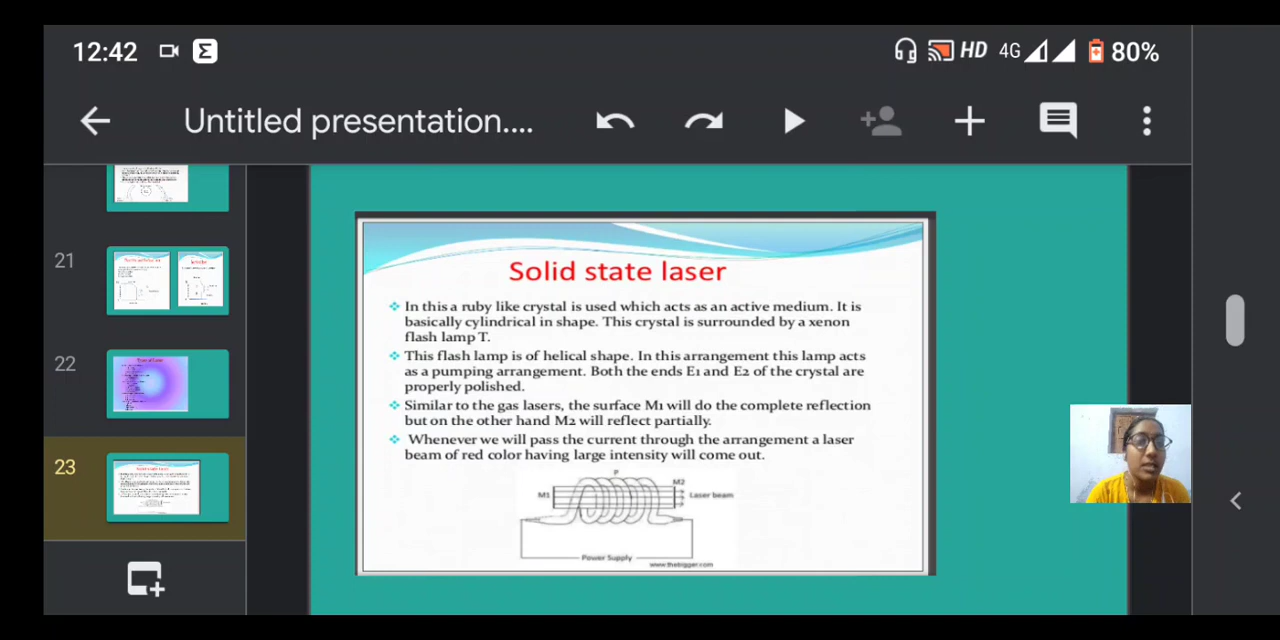 12:42 HD 4G 80%
Untitled presentation....
21
22
23
Solid state laser
In this a ruby like crystal is used which acts as an active medium. It is
basically cylindrical in shape. This crystal is surrounded by a xenon
flash lamp T.
This flash lamp is of helical shape. In this arrangement this lamp acts
as a pumping arrangement. Both the ends E1 and E2 of the crystal are
properly polished.
Similar to the gas lasers, the surface M1 will do the complete reflection
but on the other hand M2 will reflect partially.
Whenever we will pass the current through the arrangement a laser
beam of red color having large intensity will come out.
P
M2
M1
Laser beam
Power Supply
www.thebigger.com